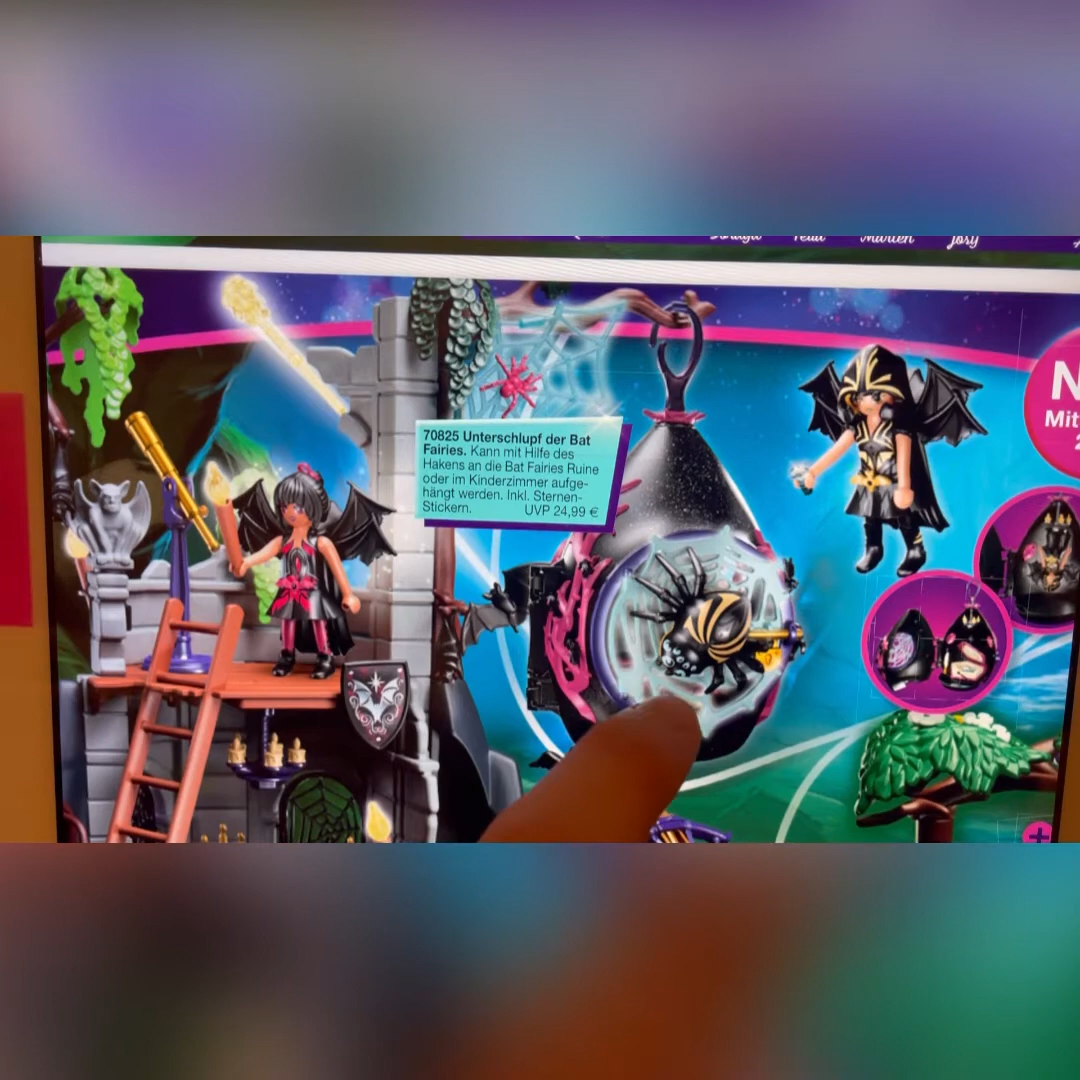 Josy
70825 Unterschlupf der Bat
Fairies. Kann mit Hilfe des
Hakens an die Bat Fairies Ruine
oder im Kinderzimmer aufge-
hängt werden. Inkl. Sternen-
Stickern. UVP 24,99 €
Mit